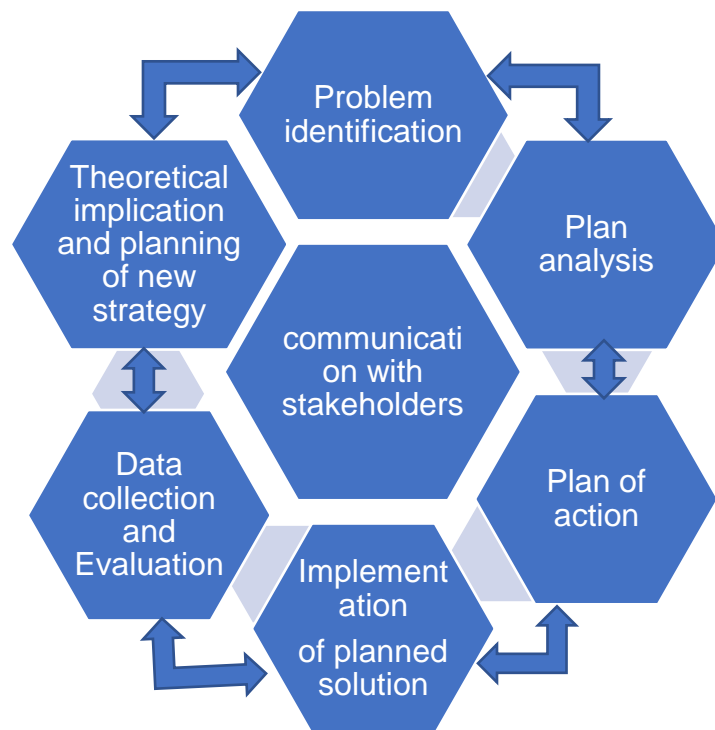 Problem
identification
Theoretical
implication
and planning
of new
strategy
Plan
analysis
communicati
on with
stakeholders
Data
collection
and
Evaluation
Plan of
action
Implement
ation
of planned
solution